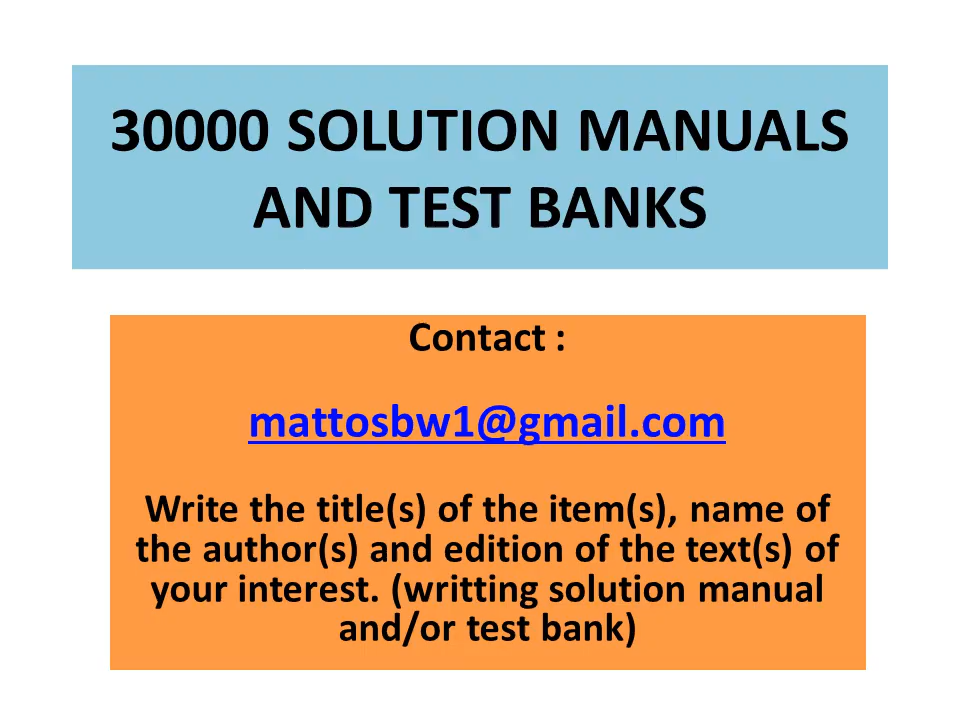 30000 SOLUTION MANUALS
AND TEST BANKS
Contact :
mattosbw1@gmail.com
Write the title(s) of the item(s), name of
the author(s) and edition of the text(s) of
your interest. (writting solution manual
and/or test bank)